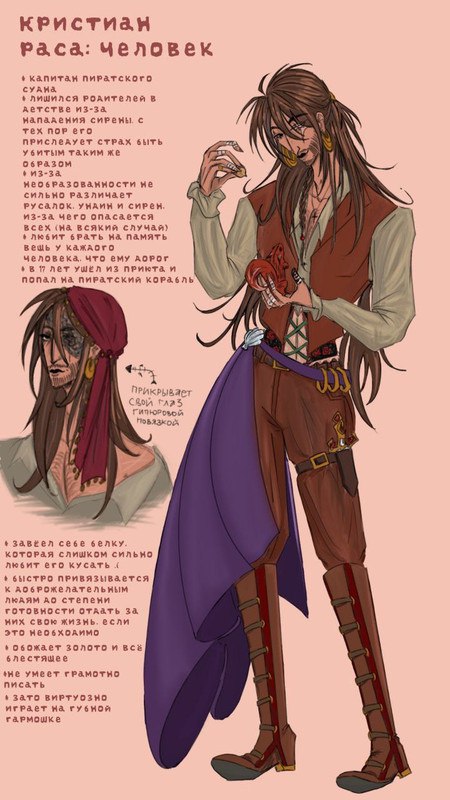 КРИСТИАН
РАСА: ЧЕЛОВЕК
КАПИТАН ПИРАТСКОГО
СУДНА
ЛИШИЛСЯ РОДИТЕЛЕЙ В
ДЕТСТВЕ ИЗ-ЗА
НАПАДЕНИЯ СИРЕНЫ. С
ТЕХ ПОР ЕГО
ПРИСЛЕДУЕТ СТРАХ БЫТЬ
УБИТЫМ ТАКИМ ЖЕ
ОБРАЗОМ
ИЗ-ЗА
НЕОБРАЗОВАННОСТИ НЕ
СИЛЬНО РАЗЛИЧАЕТ
РУСАЛОК, УНДИН И СИРЕН,
ИЗ-ЗА ЧЕГО ОПАСАЕТСЯ
ВСЕХ (НА ВСЯКИЙ СЛУЧАЙ)
ЛЮБИТ БРАТЬ НА ПАМЯТЬ
ВЕЩЬ У КАЖДОГО
ЧЕЛОВЕКА, ЧТО ЕМУ ДОРОГ
В 17 ЛЕТ УШЁЛ ИЗ ПРИЮТА И
ПОПАЛ НА ПИРАТСКИЙ КОРАБЛЬ
ПРИКРЫВАЕТ
СВОЙ ГЛАЗ
ГИПЮРОВОЙ
ПОВЯЗКОЙ
ЗАВЁЛ СЕБЕ БЕЛКУ,
КОТОРАЯ СЛИШКОМ СИЛЬНО
ЛЮБИТ ЕГО КУСАТЬ :(
БЫСТРО ПРИВЯЗЫВАЕТСЯ
К ДОБРОЖЕЛАТЕЛЬНЫМ
ЛЮДЯМ ДО СТЕПЕНИ
ГОТОВНОСТИ ОТДАТЬ ЗА
НИХ СВОЮ ЖИЗНЬ, ЕСЛИ
ЭТО НЕОБХОДИМО
ОБОЖАЕТ ЗОЛОТО И ВСЁ
БЛЕСТЯЩЕЕ
НЕ УМЕЕТ ГРАМОТНО
ПИСАТЬ
ЗАТО ВИРТУОЗНО
ИГРАЕТ НА ГУБНОЙ
ГАРМОШКЕ